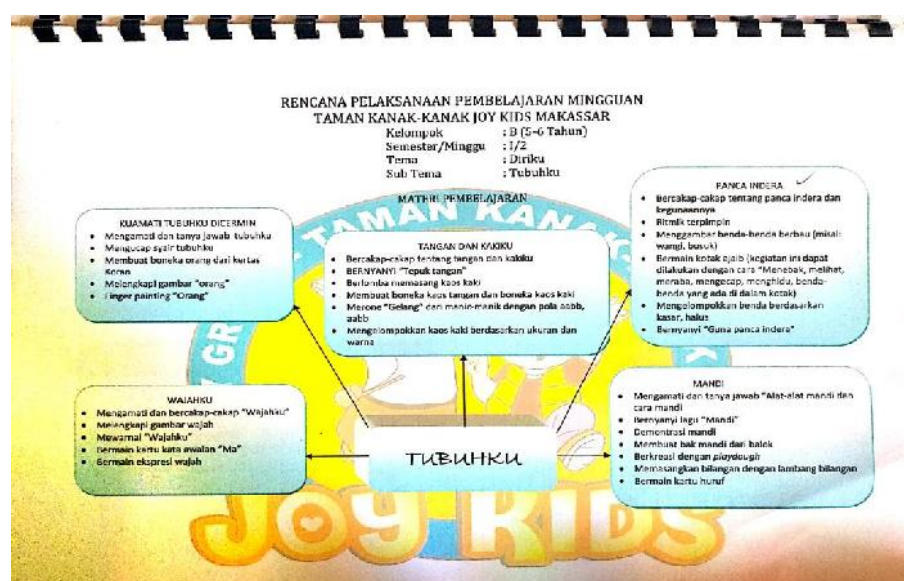 RENCANA PELAKSANAAN PEMBELAJARAN MINGGUAN
TAMAN KANAK-KANAK JOY KIDS MAKASSAR
Kelompok : B (5-6 Tahun)
Semester/Minggu : I/2
Tema : Diriku
Sub Tema : Tubuhku
MATERI PEMBELAJARAN
KUAMATI TUBUHKU DICERMIN
• Mengamati dan tanya jawab tubuhku
• Mengucap syair tubuhku
• Membuat boneka orang dari kertas
Koran
• Melengkapi gambar "orang"
• Finger painting "Orang"
TANGAN DAN KAKIKU
• Bercakap-cakap tentang tangan dan kakiku
• BERNYANYI "Tepuk tangan"
• Berlomba memasang kaos kaki
• Membuat boneka kaos tangan dan boneka kaos kaki
• Merone "Gelang" dari manie-manik dengan pola aabb,
aabb
• Mengelompokkan kaos kaki berdasarkan ukuran dan
warna
PANCA INDERA
• Bercakap-cakap tentang panca indera dan
kegunaannya
• Ritmik terpimpin
• Menggambar benda-benda berbau (misal:
wangi, busuk)
• Bermain kotak ajaib (kegiatan ini dapat
dilakukan dengan cara "Menebak, melihat,
meraba, mengecap, menghidu, benda-
benda yang ada di dalam kotak)
• Mengelompokkan benda berdasarkan
kasar, halus
• Bernyanyi "Guna panca indera"
WAJAHKU
• Mengamati dan bercakap-cakap "Wajahku"
• Melengkapi gambar wajah
• Mewarnai "Wajahku"
• Bermain kartu kata awalan "Ma"
• Bermain ekspresi wajah
MANDI
• Mengamati dan tanya jawab "Alat-alat mandi dan
cara mandi
• Bernyanyi lagu "Mandi"
• Demontrasi mandi
• Membuat bak mandi dari balok
• Berkreasi dengan playdough
• Memasangkan bilangan dengan lambang bilangan
• Bermain kartu huruf
TUBUHKU
TAMAN KANAK
GR
JOY KIDS